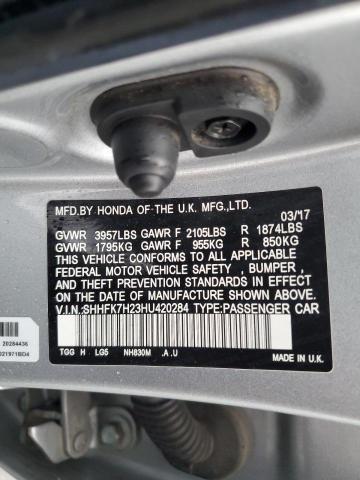 MFD.BY HONDA OF THE U.K. MFG.,LTD.
03/17
GVWR 3957LBS GAWR F 2105LBS R 1874LBS
GVWR 1795KG GAWR F 955KG R 850KG
THIS VEHICLE CONFORMS TO ALL APPLICABLE
FEDERAL MOTOR VEHICLE SAFETY , BUMPER ,
AND THEFT PREVENTION STANDARDS IN EFFECT
ON THE DATE OF MANUFACTURE SHOWN ABOVE.
V.I.N.:SHHFK7H23HU420284 TYPE:PASSENGER CAR
TGG H LG5 NH830M .A .U
MADE IN U.K.
20284436
021971BD4